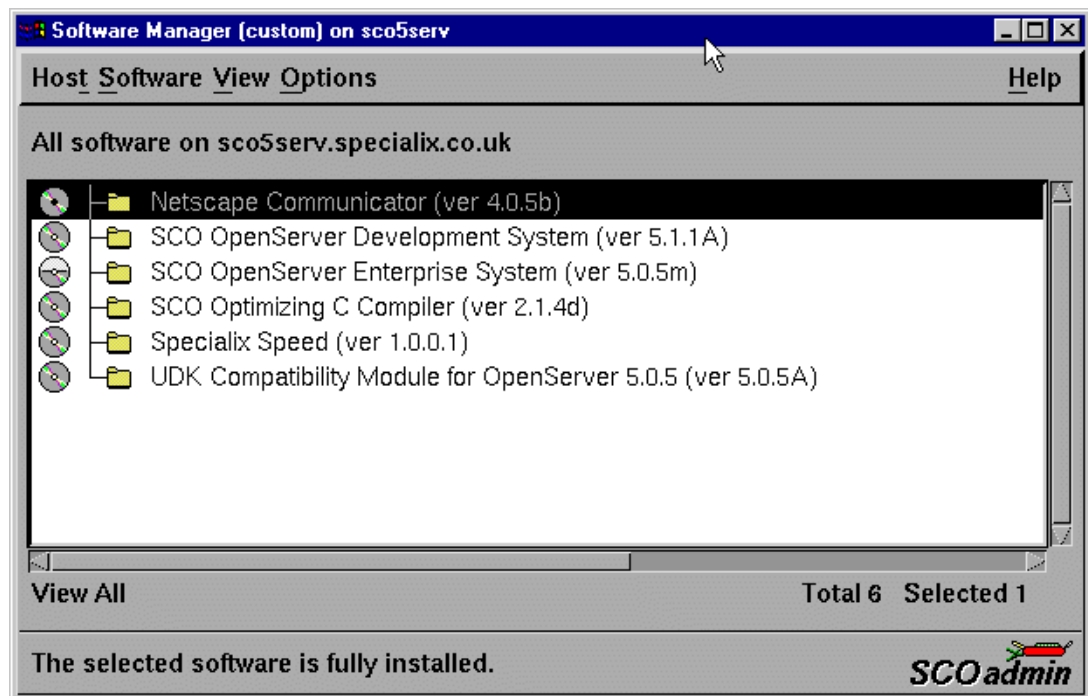 Software Manager (custom) on sco5serv
Host Software View Options Help
All software on sco5serv.specialix.co.uk
Netscape Communicator (ver 4.0.5b)
SCO OpenServer Development System (ver 5.1.1A)
SCO OpenServer Enterprise System (ver 5.0.5m)
SCO Optimizing C Compiler (ver 2.1.4d)
Specialix Speed (ver 1.0.0.1)
UDK Compatibility Module for OpenServer 5.0.5 (ver 5.0.5A)
View All Total 6 Selected 1
The selected software is fully installed. SCOadmin